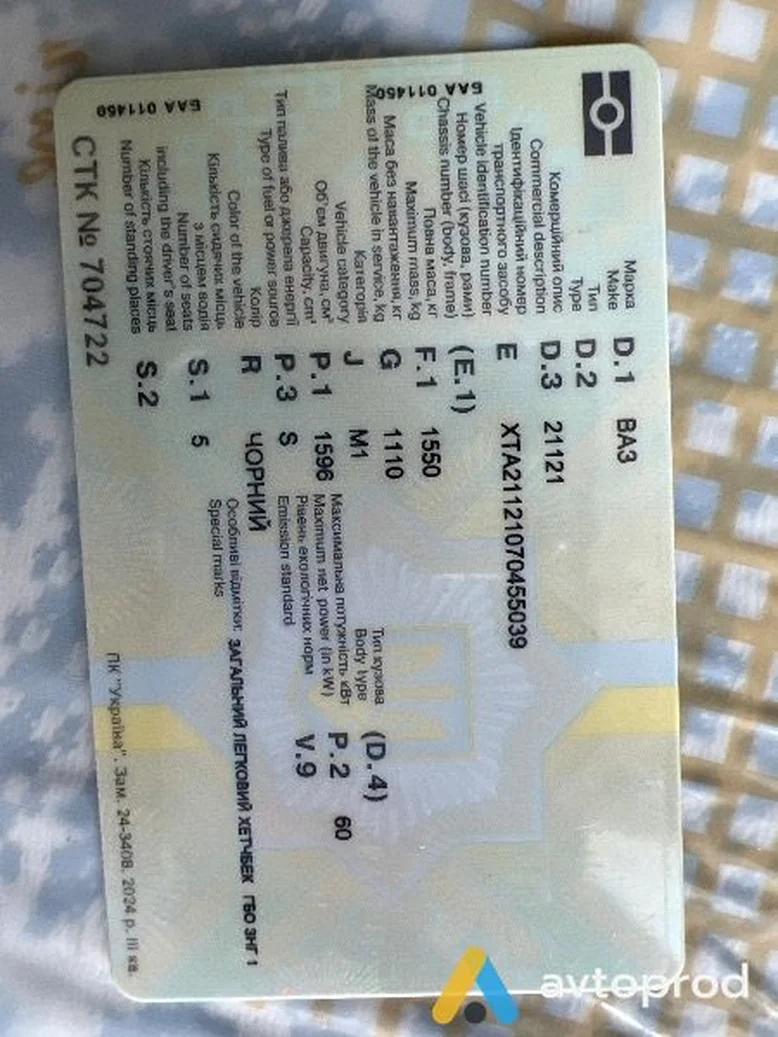 Марка
Make D.1 ВАЗ
Тип
Type D.2
Комерційний опис
Commercial description D.3 21121
Ідентифікаційний номер
транспортного засобу
Vehicle identification number E XTA21121070455039
Номер шасі (кузова, рами)
Chassis number (body, frame) (E.1)
Повна маса, кг
Maximum mass, kg F.1 1550
Маса без навантаження, кг
Mass of the vehicle in service, kg G 1110
Категорія
Vehicle category J M1
Тип кузова
Body type (D.4)
Об'єм двигуна, см³
Capacity, cm³ P.1 1596
Максимальна потужність кВт
Maximum net power (in kW) P.2 60
Тип палива або джерела енергії
Type of fuel or power source P.3 S
Рівень екологічних норм
Emission standard V.9
Колір
Color of the vehicle R ЧОРНИЙ
Кількість сидячих місць
з місцем водія
Number of seats
including the driver's seat S.1 5
Особливі відмітки: ЗАГАЛЬНИЙ ЛЕГКОВИЙ ХЕТЧБЕК ГБО ЗНГ 1
Special marks
Кількість стоячих місць
Number of standing places S.2
СТК № 704722
ПК "Україна". Зам. 24-3408. 2024 р. III кв.
БАА 011450
БАА 011450
avtoprod